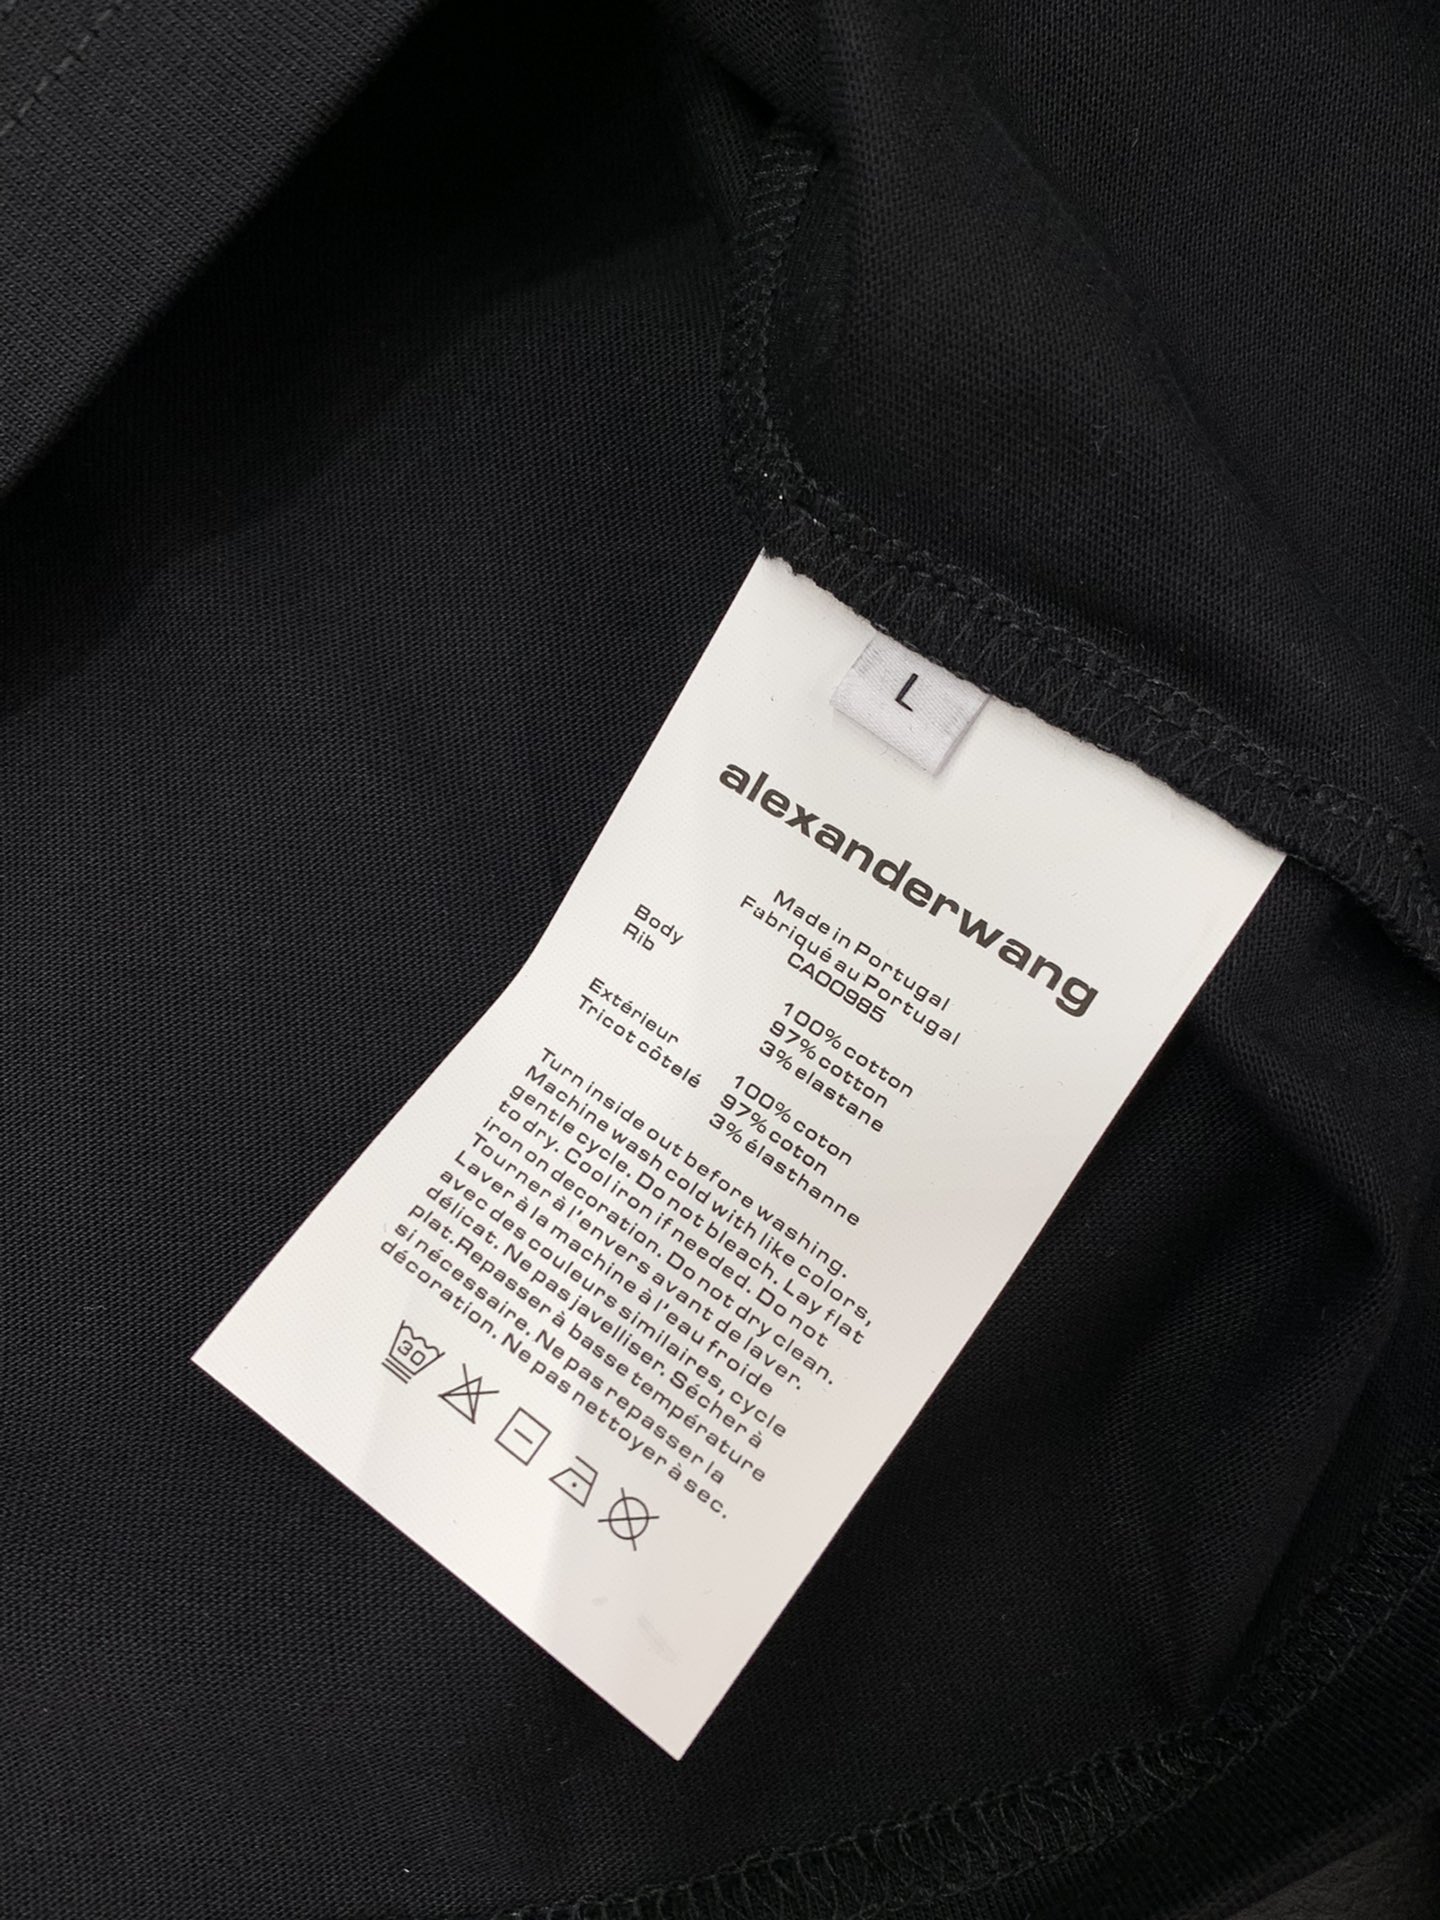 L
alexanderwang
Made in Portugal
Fabriqué au Portugal
CA00985
Body 100% cotton
Rib 97% cotton
3% elastane
Extérieur 100% coton
Tricot côtelé 97% coton
3% élasthanne
Turn inside out before washing.
Machine wash cold with like colors,
gentle cycle. Do not bleach. Lay flat
to dry. Cool iron if needed. Do not
iron on decoration. Do not dry clean.
Tourner à l'envers avant de laver.
Laver à la machine à l'eau froide
avec des couleurs similaires, cycle
délicat. Ne pas javelliser. Sécher à
plat. Repasser à basse température
si nécessaire. Ne pas repasser la
décoration. Ne pas nettoyer à sec.
30